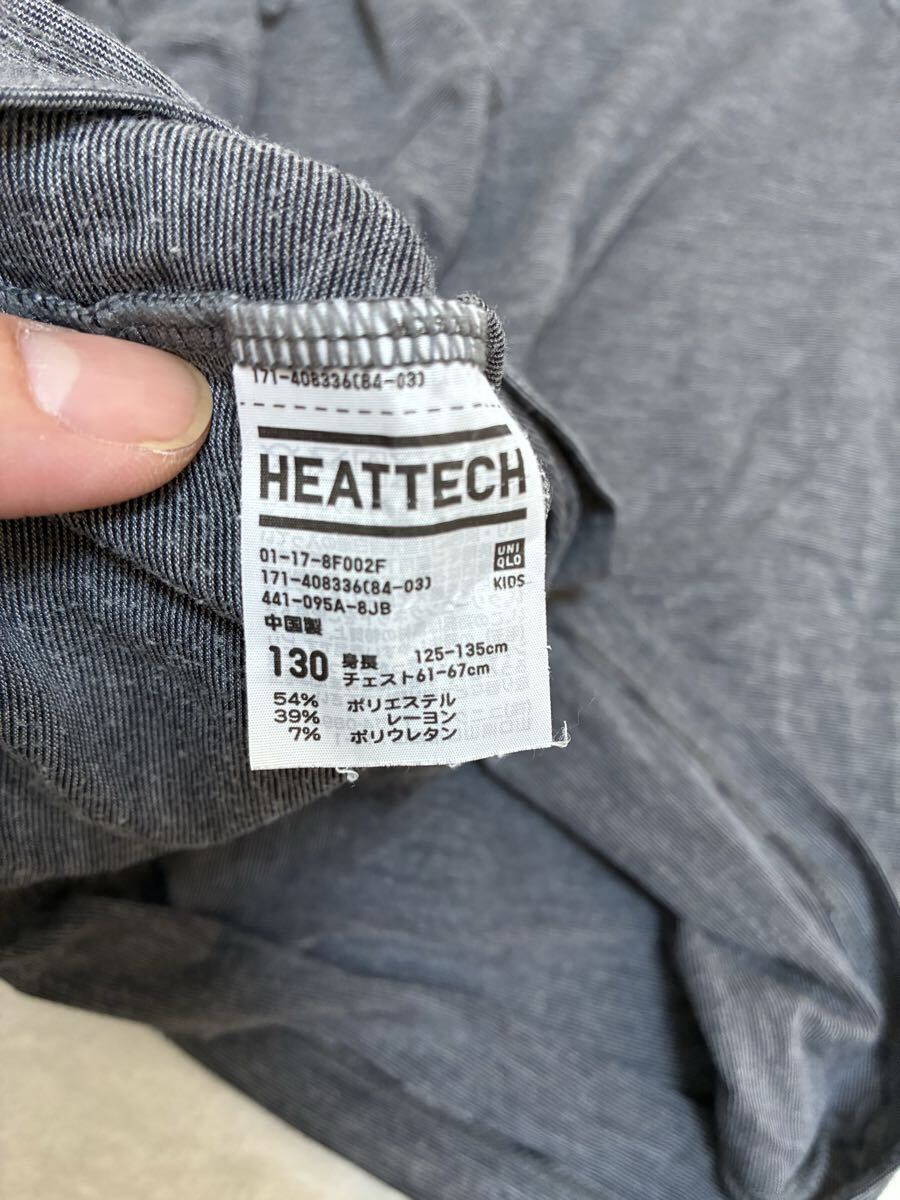 171-408336(84-03)
HEATTECH
01-17-8F002F
171-408336(84-03)
441-095A-8JB
UNI
QLO
KIDS
中国製
130 身長 125-135cm
チェスト61-67cm
54% ポリエステル
39% レーヨン
7% ポリウレタン